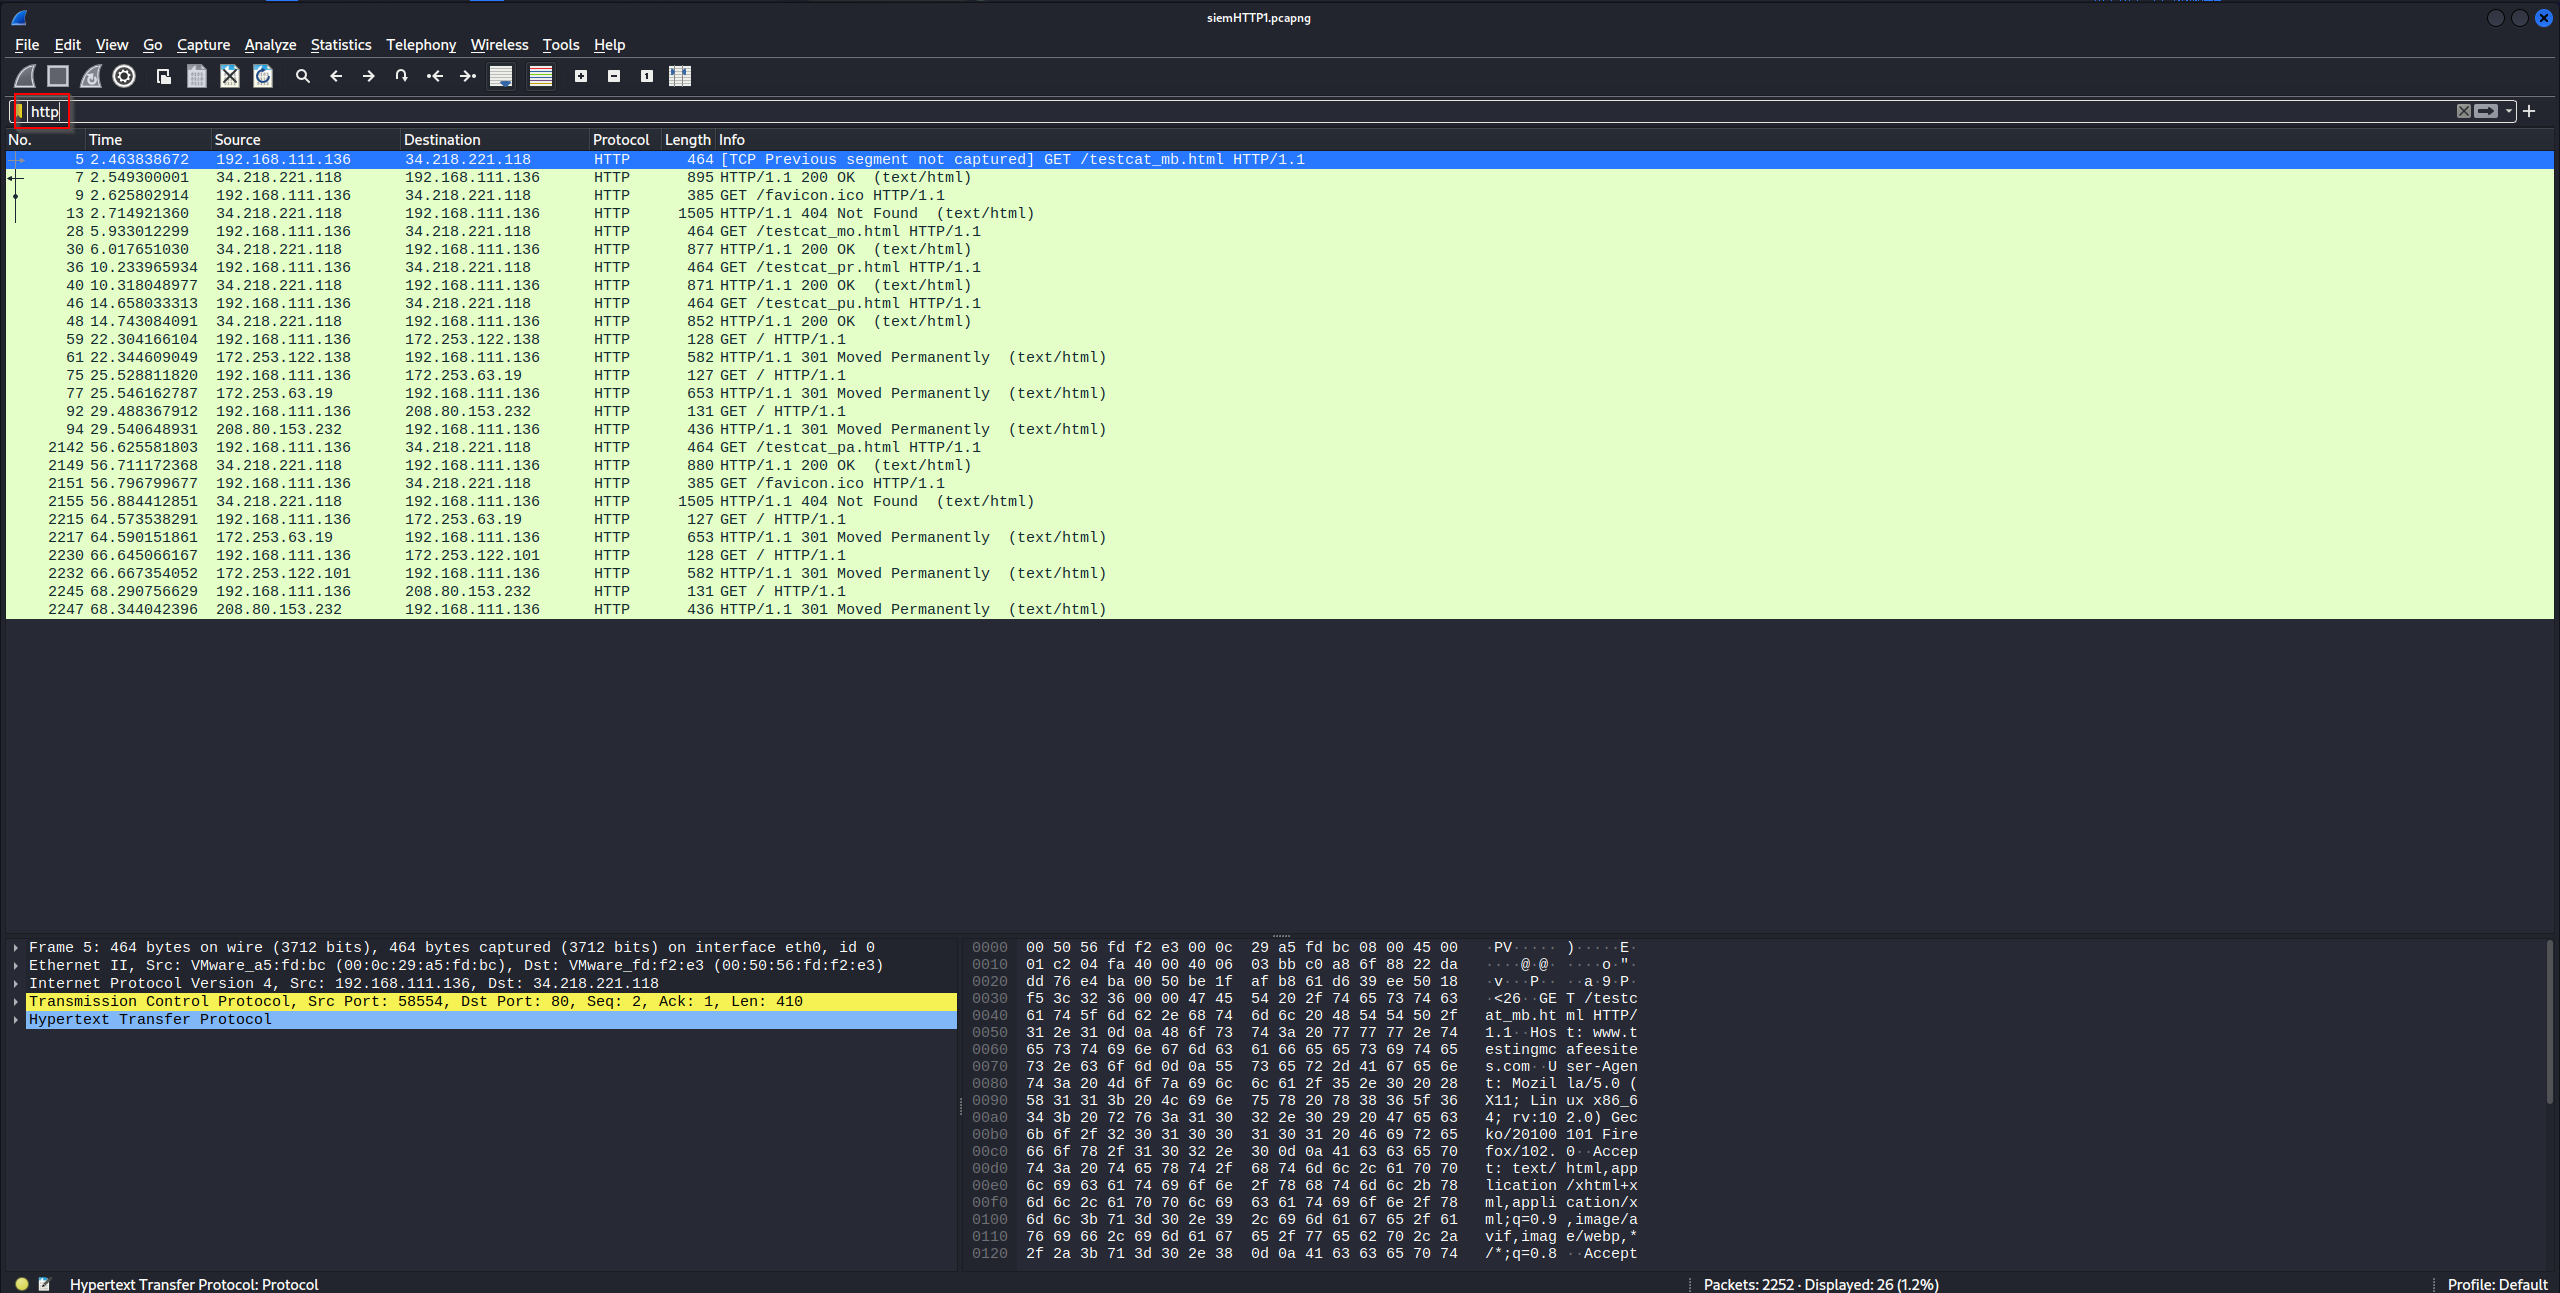 siemHTTP1.pcapng
File Edit View Go Capture Analyze Statistics Telephony Wireless Tools Help
http
No. Time Source Destination Protocol Length Info
5 2.463838672 192.168.111.136 34.218.221.118 HTTP 464 [TCP Previous segment not captured] GET /testcat_mb.html HTTP/1.1
7 2.549300001 34.218.221.118 192.168.111.136 HTTP 895 HTTP/1.1 200 OK (text/html)
9 2.625802914 192.168.111.136 34.218.221.118 HTTP 385 GET /favicon.ico HTTP/1.1
13 2.714921360 34.218.221.118 192.168.111.136 HTTP 1505 HTTP/1.1 404 Not Found (text/html)
28 5.933012299 192.168.111.136 34.218.221.118 HTTP 464 GET /testcat_mo.html HTTP/1.1
30 6.017651030 34.218.221.118 192.168.111.136 HTTP 877 HTTP/1.1 200 OK (text/html)
36 10.233965934 192.168.111.136 34.218.221.118 HTTP 464 GET /testcat_pr.html HTTP/1.1
40 10.318048977 34.218.221.118 192.168.111.136 HTTP 871 HTTP/1.1 200 OK (text/html)
46 14.658033313 192.168.111.136 34.218.221.118 HTTP 464 GET /testcat_pu.html HTTP/1.1
48 14.743084091 34.218.221.118 192.168.111.136 HTTP 852 HTTP/1.1 200 OK (text/html)
59 22.304166104 192.168.111.136 172.253.122.138 HTTP 128 GET / HTTP/1.1
61 22.344609049 172.253.122.138 192.168.111.136 HTTP 582 HTTP/1.1 301 Moved Permanently (text/html)
75 25.528811820 192.168.111.136 172.253.63.19 HTTP 127 GET / HTTP/1.1
77 25.546162787 172.253.63.19 192.168.111.136 HTTP 653 HTTP/1.1 301 Moved Permanently (text/html)
92 29.488367912 192.168.111.136 208.80.153.232 HTTP 131 GET / HTTP/1.1
94 29.540648931 208.80.153.232 192.168.111.136 HTTP 436 HTTP/1.1 301 Moved Permanently (text/html)
2142 56.625581803 192.168.111.136 34.218.221.118 HTTP 464 GET /testcat_pa.html HTTP/1.1
2149 56.711172368 34.218.221.118 192.168.111.136 HTTP 880 HTTP/1.1 200 OK (text/html)
2151 56.796799677 192.168.111.136 34.218.221.118 HTTP 385 GET /favicon.ico HTTP/1.1
2155 56.884412851 34.218.221.118 192.168.111.136 HTTP 1505 HTTP/1.1 404 Not Found (text/html)
2215 64.573538291 192.168.111.136 172.253.63.19 HTTP 127 GET / HTTP/1.1
2217 64.590151861 172.253.63.19 192.168.111.136 HTTP 653 HTTP/1.1 301 Moved Permanently (text/html)
2230 66.645066167 192.168.111.136 172.253.122.101 HTTP 128 GET / HTTP/1.1
2232 66.667354052 172.253.122.101 192.168.111.136 HTTP 582 HTTP/1.1 301 Moved Permanently (text/html)
2245 68.290756629 192.168.111.136 208.80.153.232 HTTP 131 GET / HTTP/1.1
2247 68.344042396 208.80.153.232 192.168.111.136 HTTP 436 HTTP/1.1 301 Moved Permanently (text/html)
Frame 5: 464 bytes on wire (3712 bits), 464 bytes captured (3712 bits) on interface eth0, id 0
Ethernet II, Src: VMware_a5:fd:bc (00:0c:29:a5:fd:bc), Dst: VMware_fd:f2:e3 (00:50:56:fd:f2:e3)
Internet Protocol Version 4, Src: 192.168.111.136, Dst: 34.218.221.118
Transmission Control Protocol, Src Port: 58554, Dst Port: 80, Seq: 2, Ack: 1, Len: 410
Hypertext Transfer Protocol
0000 00 50 56 fd f2 e3 00 0c 29 a5 fd bc 08 00 45 00 ·PV····· )·····E·
0010 01 c2 04 fa 40 00 40 06 03 bb c0 a8 6f 88 22 da ····@·@· ····o·"·
0020 dd 76 e4 ba 00 50 be 1f af b8 61 d6 39 ee 50 18 ·v···P·· ··a·9·P·
0030 f5 3c 32 36 00 00 47 45 54 20 2f 74 65 73 74 63 ·<26··GE T /testc
0040 61 74 5f 6d 62 2e 68 74 6d 6c 20 48 54 54 50 2f at_mb.ht ml HTTP/
0050 31 2e 31 0d 0a 48 6f 73 74 3a 20 77 77 77 2e 74 1.1··Hos t: www.t
0060 65 73 74 69 6e 67 6d 63 61 66 65 65 73 69 74 65 estingmc afeesite
0070 73 2e 63 6f 6d 0d 0a 55 73 65 72 2d 41 67 65 6e s.com··U ser-Agen
0080 74 3a 20 4d 6f 7a 69 6c 6c 61 2f 35 2e 30 20 28 t: Mozil la/5.0 (
0090 58 31 31 3b 20 4c 69 6e 75 78 20 78 38 36 5f 36 X11; Lin ux x86_6
00a0 34 3b 20 72 76 3a 31 30 32 2e 30 29 20 47 65 63 4; rv:10 2.0) Gec
00b0 6b 6f 2f 32 30 31 30 30 31 30 31 20 46 69 72 65 ko/20100 101 Fire
00c0 66 6f 78 2f 31 30 32 2e 30 0d 0a 41 63 63 65 70 fox/102. 0··Accep
00d0 74 3a 20 74 65 78 74 2f 68 74 6d 6c 2c 61 70 70 t: text/ html,app
00e0 6c 69 63 61 74 69 6f 6e 2f 78 68 74 6d 6c 2b 78 lication /xhtml+x
00f0 6d 6c 2c 61 70 70 6c 69 63 61 74 69 6f 6e 2f 78 ml,appli cation/x
0100 6d 6c 3b 71 3d 30 2e 39 2c 69 6d 61 67 65 2f 61 ml;q=0.9 ,image/a
0110 76 69 66 2c 69 6d 61 67 65 2f 77 65 62 70 2c 2a vif,imag e/webp,*
0120 2f 2a 3b 71 3d 30 2e 38 0d 0a 41 63 63 65 70 74 /*;q=0.8 ··Accept
Hypertext Transfer Protocol: Protocol
Packets: 2252 · Displayed: 26 (1.2%)
Profile: Default